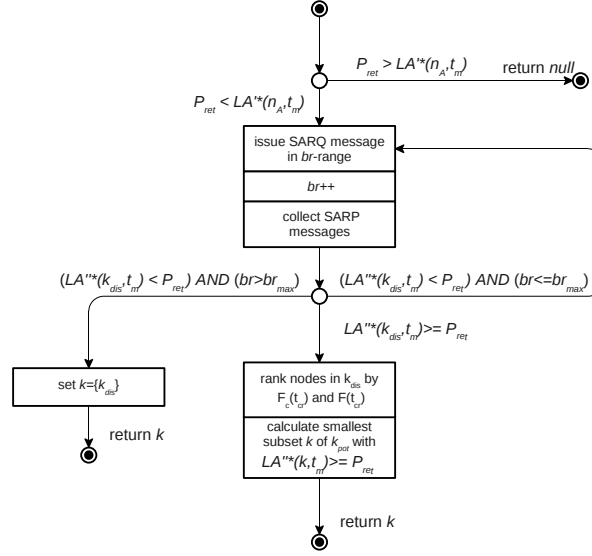 P_ret > LA'*(n_A,t_m)
return null
P_ret < LA'*(n_A,t_m)
issue SARQ message
in br-range
br++
collect SARP
messages
(LA''*(k_dis,t_m) < P_ret) AND (br>br_max)
(LA''*(k_dis,t_m) < P_ret) AND (br<=br_max)
LA''*(k_dis,t_m)>= P_ret
set k={k_dis}
return k
rank nodes in k_dis by
F_c(t_cr) and F(t_cr)
calculate smallest
subset k of k_pot with
LA''*(k,t_m)>= P_ret
return k